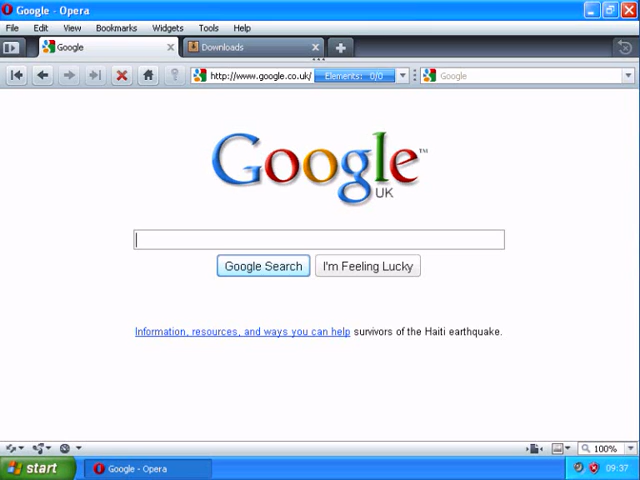 Google - Opera
File Edit View Bookmarks Widgets Tools Help
Google Downloads
http://www.google.co.uk/ Elements: 0/0 Google
Google™
UK
Google Search I'm Feeling Lucky
Information, resources, and ways you can help survivors of the Haiti earthquake.
100%
start Google - Opera 09:37